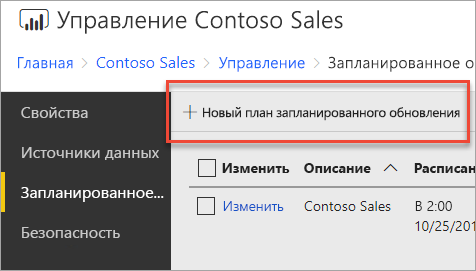 Управление Contoso Sales
Главная > Contoso Sales > Управление > Запланированное о
Свойства
+ Новый план запланированного обновления
Источники данных
Изменить Описание Расписан
Запланированное...
Изменить Contoso Sales В 2:00
10/25/201
Безопасность